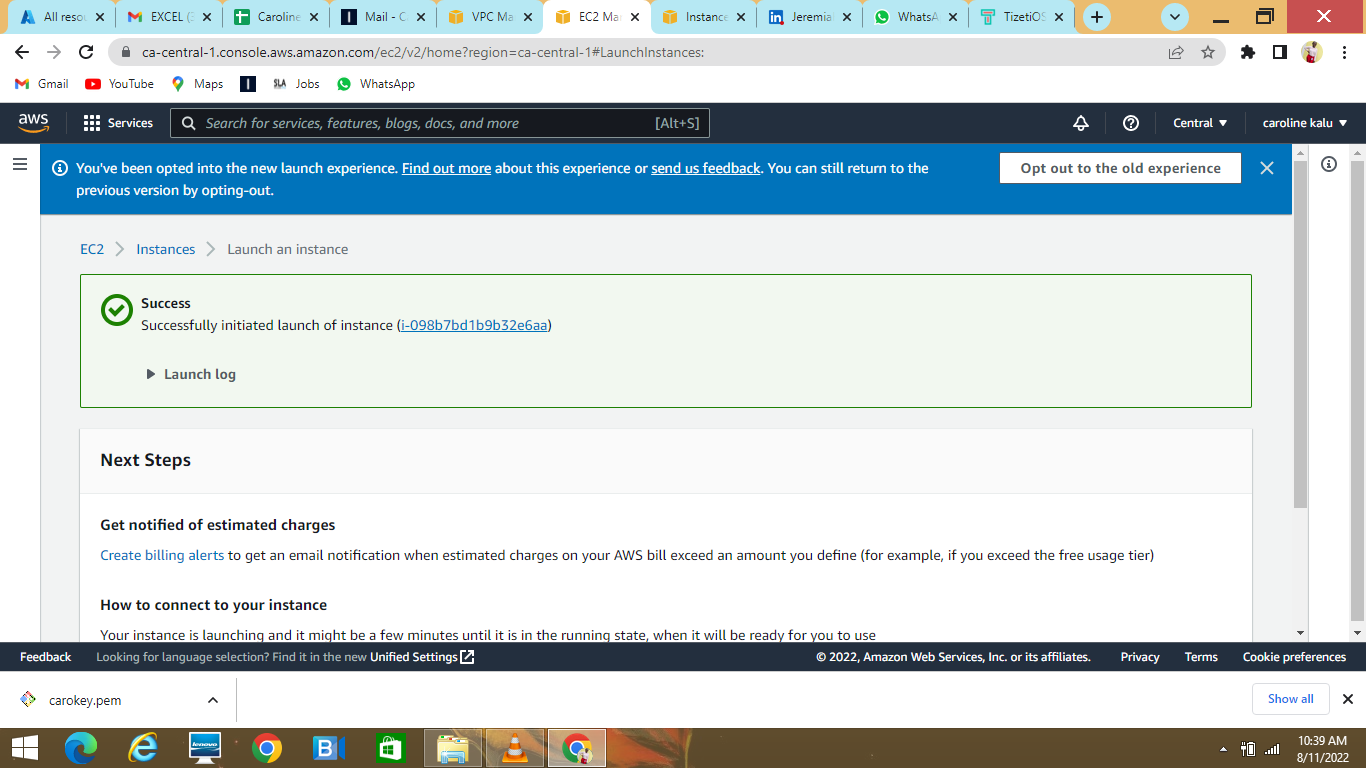 All resou
EXCEL (3
Caroline
Mail - C
VPC Ma
EC2 Ma
Instance
Jeremia
WhatsA
TizetiOS
ca-central-1.console.aws.amazon.com/ec2/v2/home?region=ca-central-1#LaunchInstances:
Gmail YouTube Maps SLA Jobs WhatsApp
aws Services Search for services, features, blogs, docs, and more [Alt+S] Central caroline kalu
You've been opted into the new launch experience. Find out more about this experience or send us feedback. You can still return to the
previous version by opting-out.
Opt out to the old experience
EC2 Instances Launch an instance
Success
Successfully initiated launch of instance (i-098b7bd1b9b32e6aa)
Launch log
Next Steps
Get notified of estimated charges
Create billing alerts to get an email notification when estimated charges on your AWS bill exceed an amount you define (for example, if you exceed the free usage tier)
How to connect to your instance
Your instance is launching and it might be a few minutes until it is in the running state, when it will be ready for you to use
Feedback Looking for language selection? Find it in the new Unified Settings © 2022, Amazon Web Services, Inc. or its affiliates. Privacy Terms Cookie preferences
carokey.pem Show all
lenovo
B
10:39 AM
8/11/2022